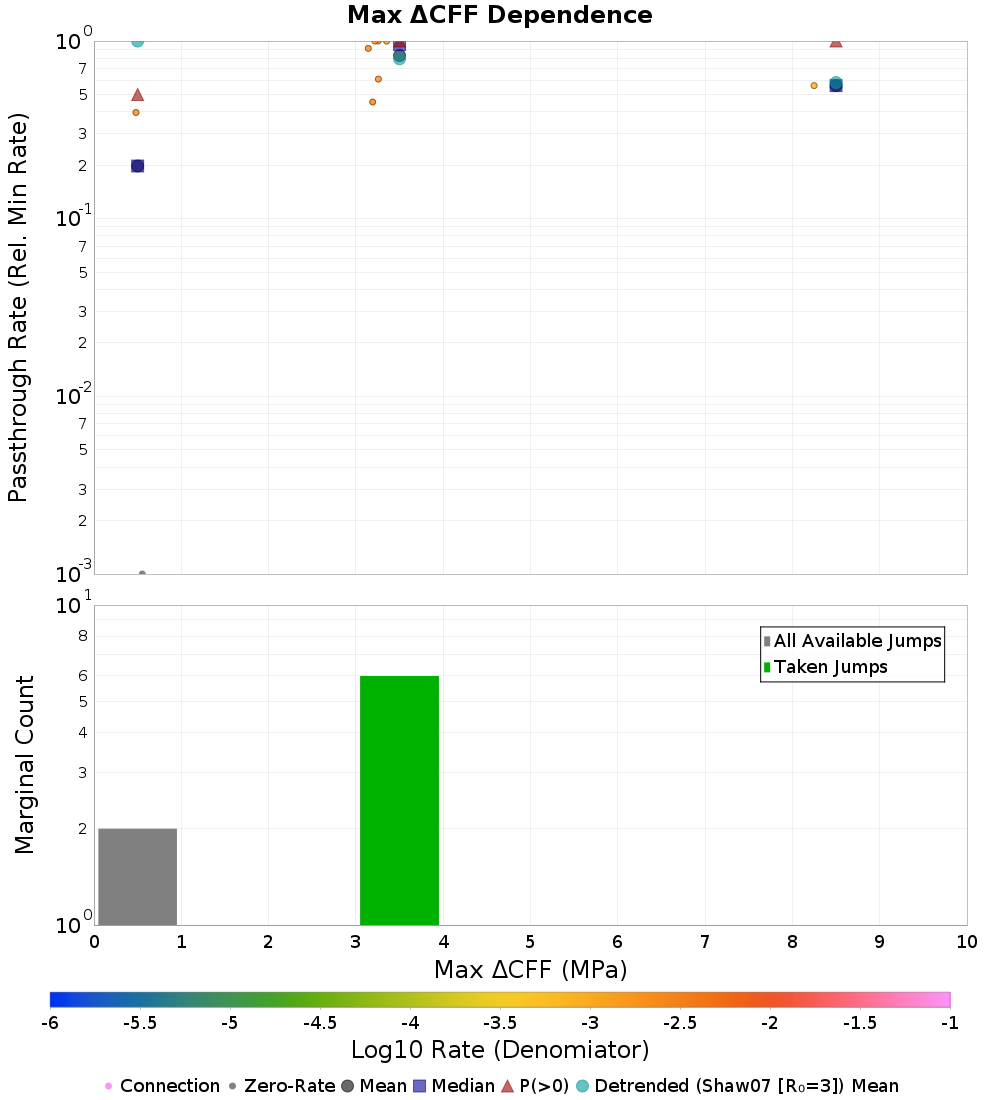 Max ΔCFF Dependence
10^0
7
5
3
2
10^-1
7
5
3
2
10^-2
7
5
3
2
10^-3
Passthrough Rate (Rel. Min Rate)
10^1
8
6
5
4
3
2
10^0
Marginal Count
All Available Jumps
Taken Jumps
0 1 2 3 4 5 6 7 8 9 10
Max ΔCFF (MPa)
-6 -5.5 -5 -4.5 -4 -3.5 -3 -2.5 -2 -1.5 -1
Log10 Rate (Denomiator)
Connection Zero-Rate Mean Median P(>0) Detrended (Shaw07 [R₀=3]) Mean